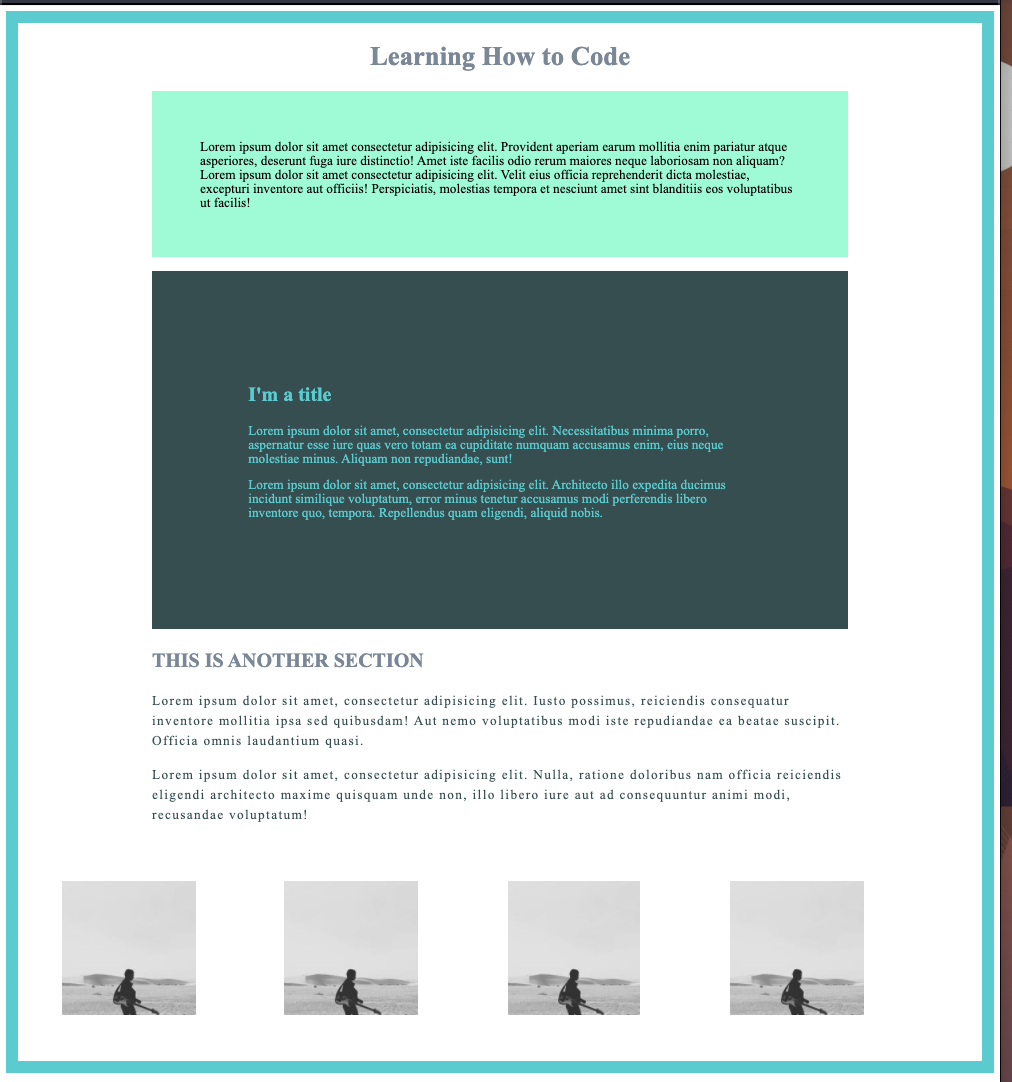 Learning How to Code
Lorem ipsum dolor sit amet consectetur adipisicing elit. Provident aperiam earum mollitia enim pariatur atque
asperiores, deserunt fuga iure distinctio! Amet iste facilis odio rerum maiores neque laboriosam non aliquam?
Lorem ipsum dolor sit amet consectetur adipisicing elit. Velit eius officia reprehenderit dicta molestiae,
excepturi inventore aut officiis! Perspiciatis, molestias tempora et nesciunt amet sint blanditiis eos voluptatibus
ut facilis!
I'm a title
Lorem ipsum dolor sit amet, consectetur adipisicing elit. Necessitatibus minima porro,
aspernatur esse iure quas vero totam ea cupiditate numquam accusamus enim, eius neque
molestiae minus. Aliquam non repudiandae, sunt!
Lorem ipsum dolor sit amet, consectetur adipisicing elit. Architecto illo expedita ducimus
incidunt similique voluptatum, error minus tenetur accusamus modi perferendis libero
inventore quo, tempora. Repellendus quam eligendi, aliquid nobis.
THIS IS ANOTHER SECTION
Lorem ipsum dolor sit amet, consectetur adipisicing elit. Iusto possimus, reiciendis consequatur
inventore mollitia ipsa sed quibusdam! Aut nemo voluptatibus modi iste repudiandae ea beatae suscipit.
Officia omnis laudantium quasi.
Lorem ipsum dolor sit amet, consectetur adipisicing elit. Nulla, ratione doloribus nam officia reiciendis
eligendi architecto maxime quisquam unde non, illo libero iure aut ad consequuntur animi modi,
recusandae voluptatum!